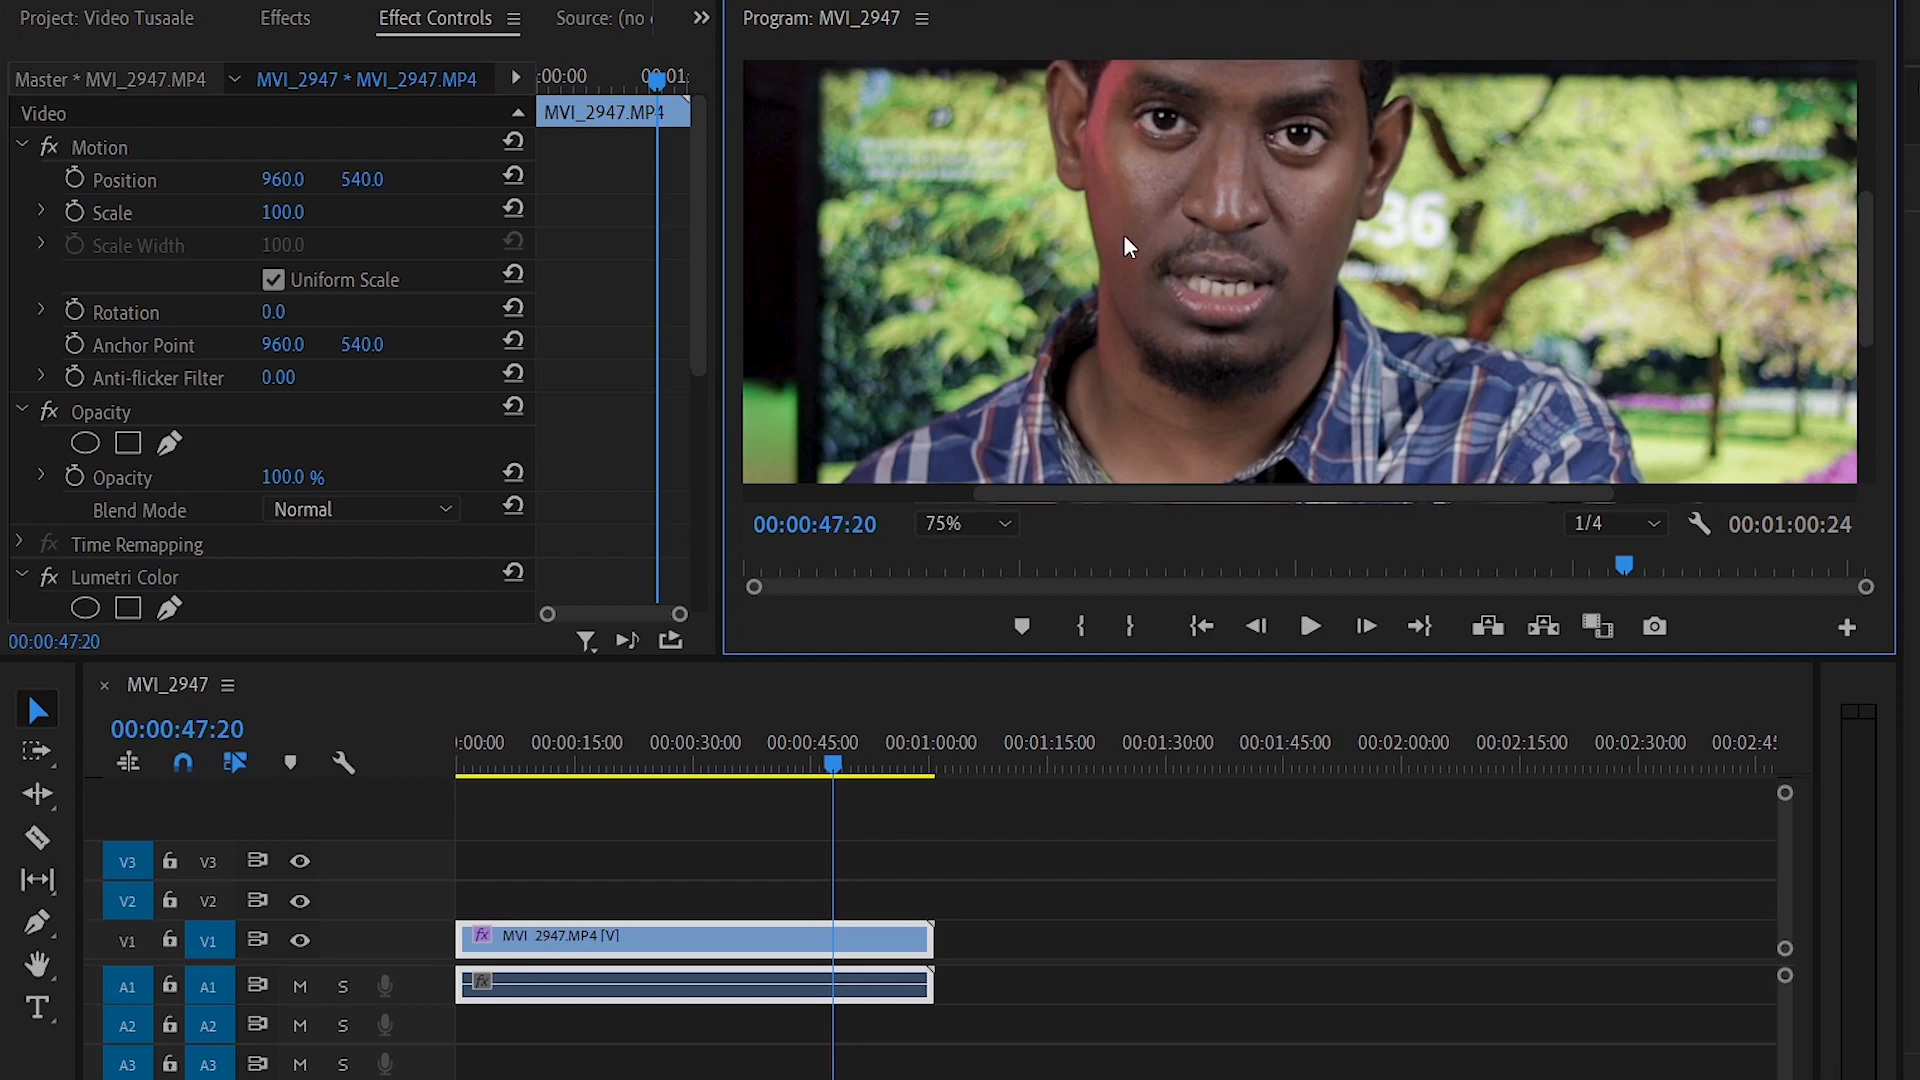 Project: Video Tusaale
Effects
Effect Controls
Source: (no
Program: MVI_2947
Master * MVI_2947.MP4
MVI_2947 * MVI_2947.MP4
:00:00
00:01:
Video
MVI_2947.MP4
fx Motion
Position 960.0 540.0
Scale 100.0
Scale Width 100.0
Uniform Scale
Rotation 0.0
Anchor Point 960.0 540.0
Anti-flicker Filter 0.00
fx Opacity
Opacity 100.0 %
Blend Mode Normal
fx Time Remapping
fx Lumetri Color
00:00:47:20
36
00:00:47:20
75%
1/4
00:01:00:24
MVI_2947
00:00:47:20
:00:00 00:00:15:00 00:00:30:00 00:00:45:00 00:01:00:00 00:01:15:00 00:01:30:00 00:01:45:00 00:02:00:00 00:02:15:00 00:02:30:00 00:02:45:
V3 V3
V2 V2
V1 V1
fx MVI_2947.MP4 [V]
A1 A1 M S
fx
A2 A2 M S
A3 A3 M S